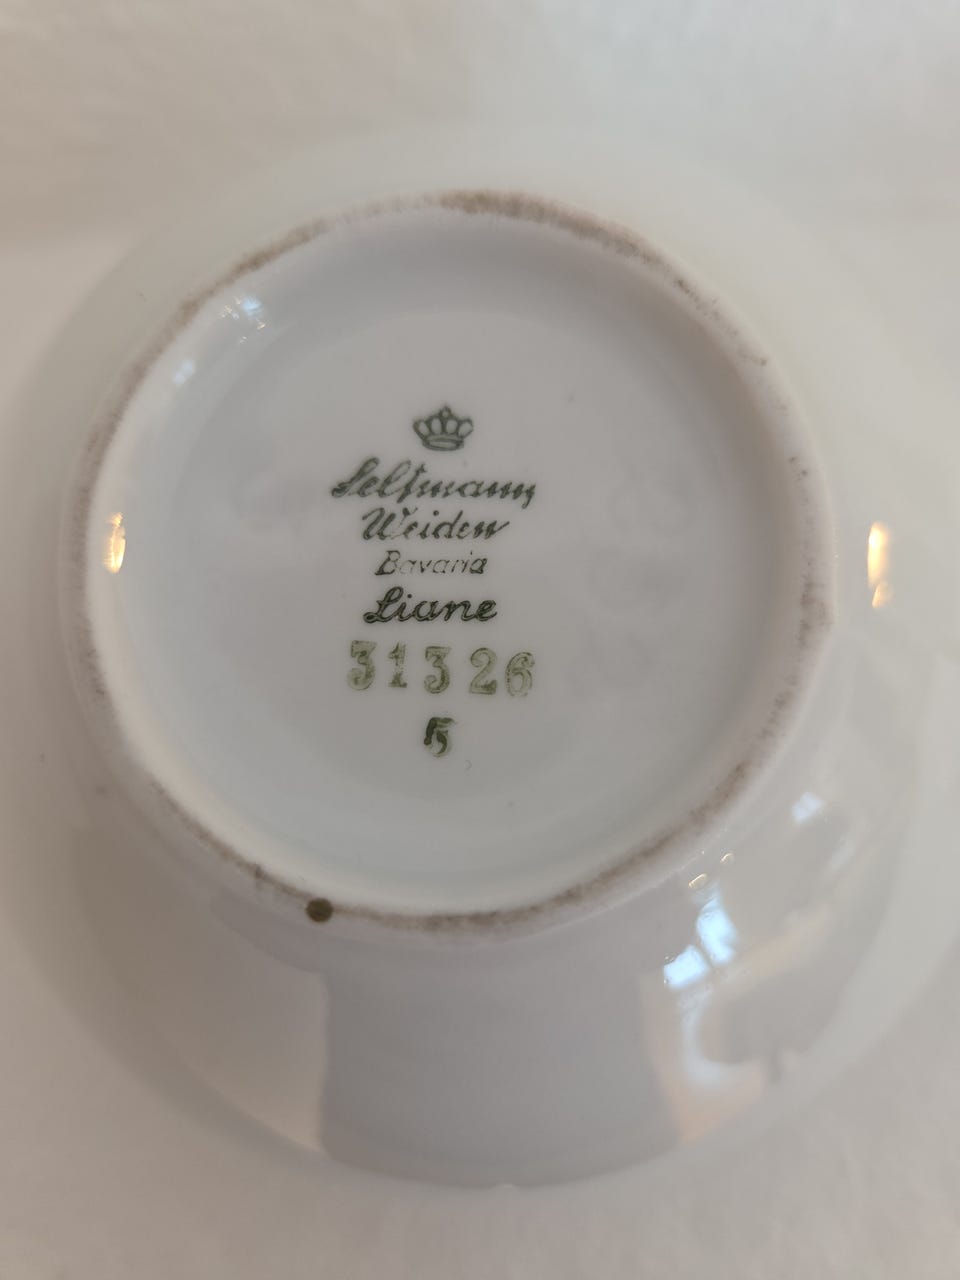 Seltmann
Weiden
Bavaria
Liane
31326
5